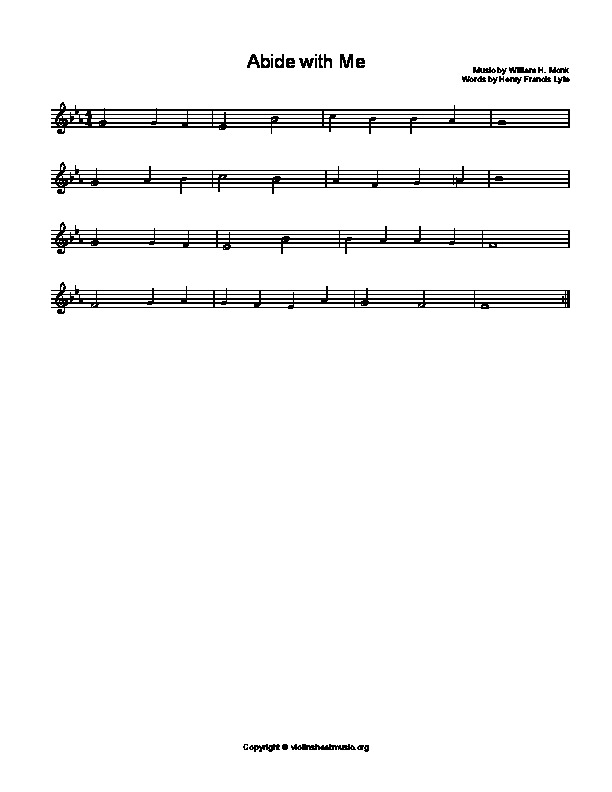 Abide with Me
Music by William H. Monk
Words by Henry Francis Lyte
Copyright © violinsheetmusic.org